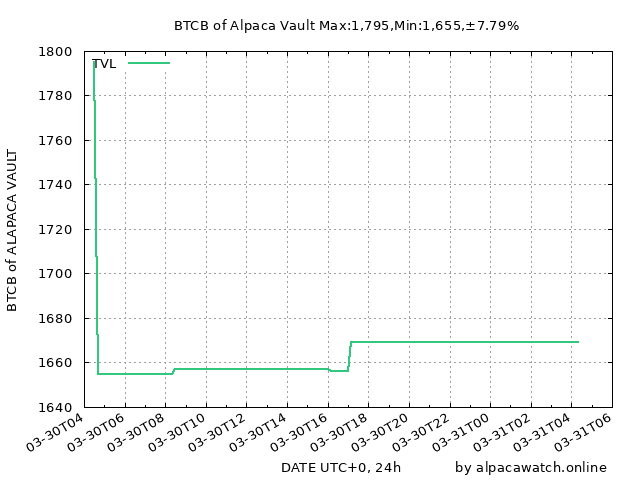 BTCB of Alpaca Vault Max:1,795,Min:1,655,±7.79%
TVL
1800
1780
1760
1740
1720
1700
1680
1660
1640
BTCB of ALAPACA VAULT
03-30T04
03-30T06
03-30T08
03-30T10
03-30T12
03-30T14
03-30T16
03-30T18
03-30T20
03-30T22
03-31T00
03-31T02
03-31T04
03-31T06
DATE UTC+0, 24h
by alpacawatch.online